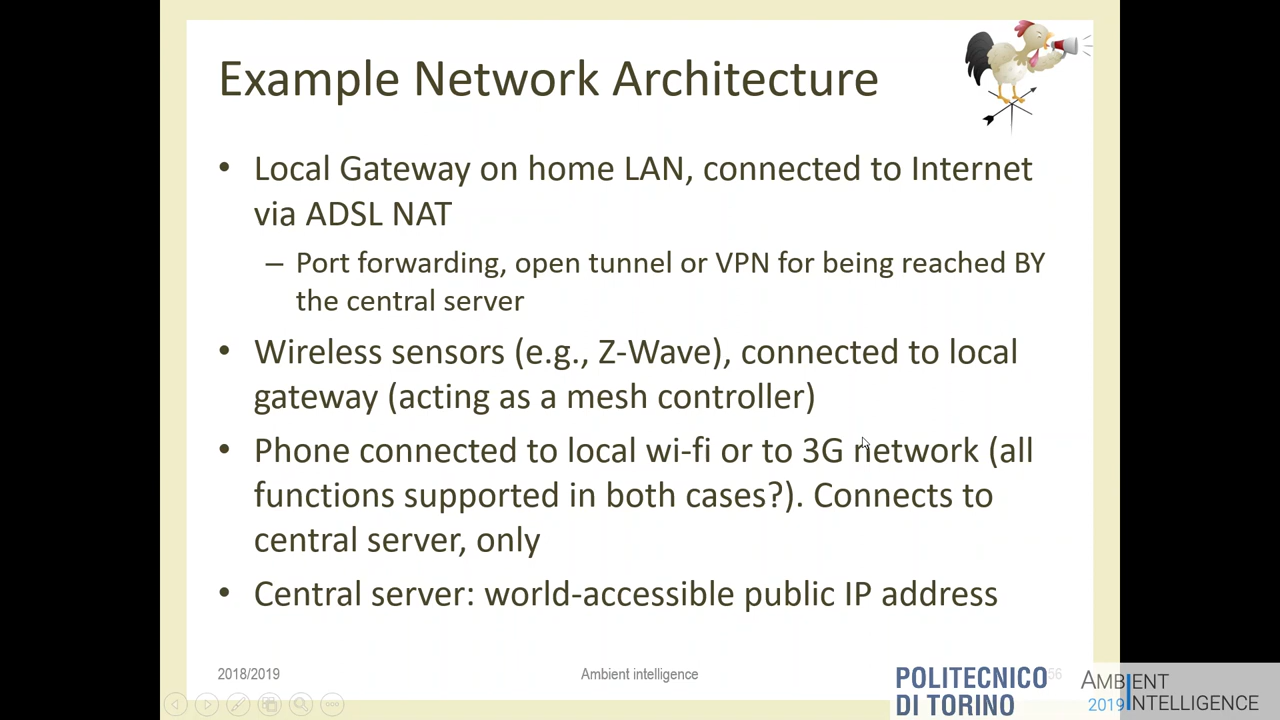 Example Network Architecture
• Local Gateway on home LAN, connected to Internet
via ADSL NAT
– Port forwarding, open tunnel or VPN for being reached BY
the central server
• Wireless sensors (e.g., Z-Wave), connected to local
gateway (acting as a mesh controller)
• Phone connected to local wi-fi or to 3G network (all
functions supported in both cases?). Connects to
central server, only
• Central server: world-accessible public IP address
2018/2019
Ambient intelligence
56
POLITECNICO
DI TORINO
AMBIENT
2019 INTELLIGENCE